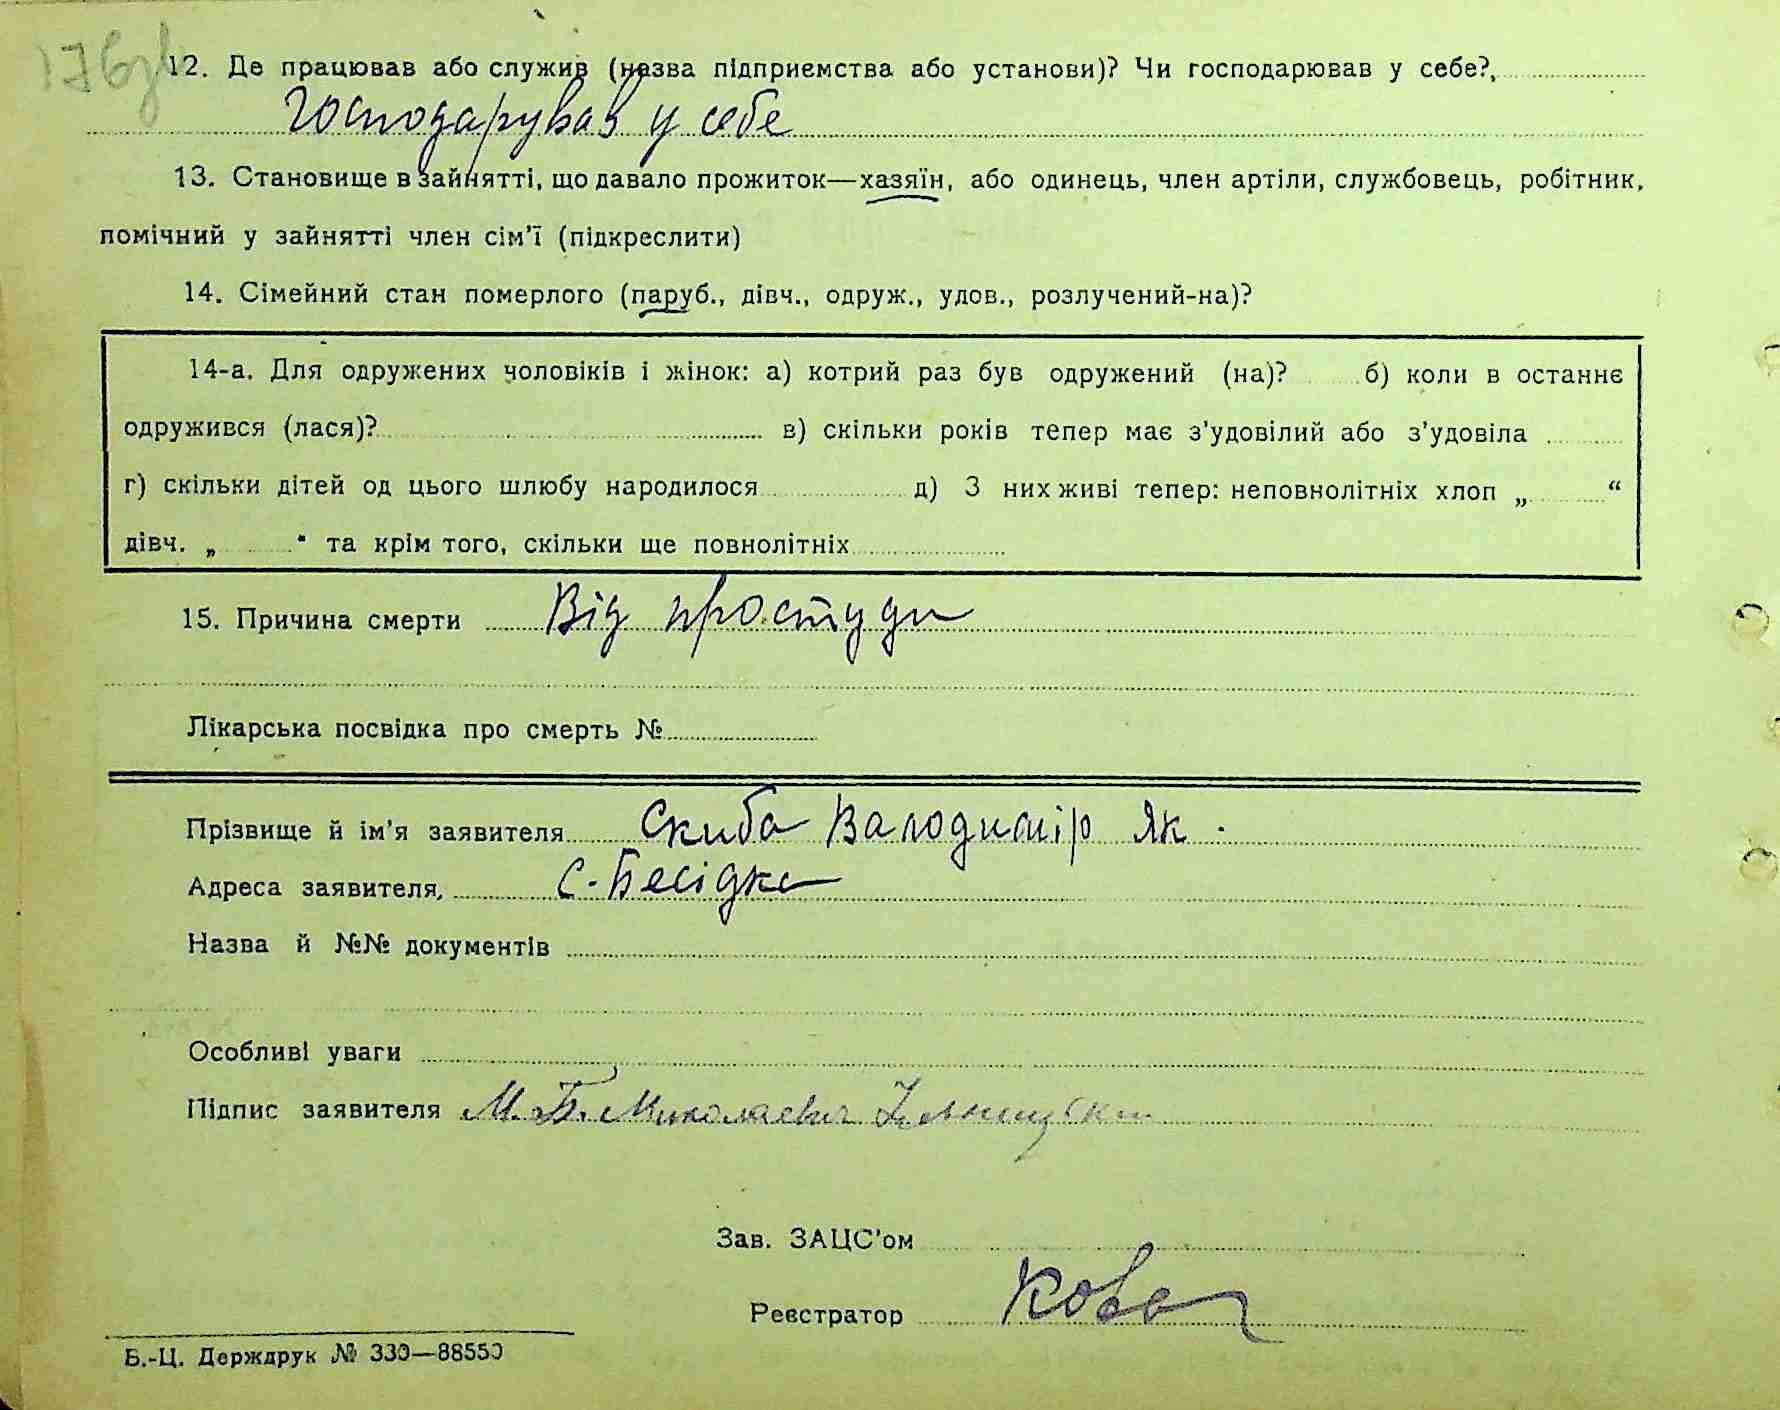 176зв
12. Де працював або служив (назва підприємства або установи)? Чи господарював у себе?,
Господарував у себе
13. Становище в зайнятті, що давало прожиток—хазяїн, або одинець, член артіли, службовець, робітник,
помічний у зайнятті член сім'ї (підкреслити)
14. Сімейний стан померлого (паруб., дівч., одруж., удов., розлучений-на)?
14-а. Для одружених чоловіків і жінок: а) котрий раз був одружений (на)? б) коли в останнє
одружився (лася)? в) скільки років тепер має з'удовілий або з'удовіла
г) скільки дітей од цього шлюбу народилося д) З них живі тепер: неповнолітніх хлоп „ “
дівч. „ “ та крім того, скільки ще повнолітніх
15. Причина смерти Від простуди
Лікарська посвідка про смерть №
Прізвище й ім'я заявителя Скиба Володимір Як.
Адреса заявителя, С. Бесідка
Назва й №№ документів
Особливі уваги
Підпис заявителя М. Б. Миколаевич
Зав. ЗАЦС'ом
Реєстратор
Б.-Ц. Держдрук № 330—88550